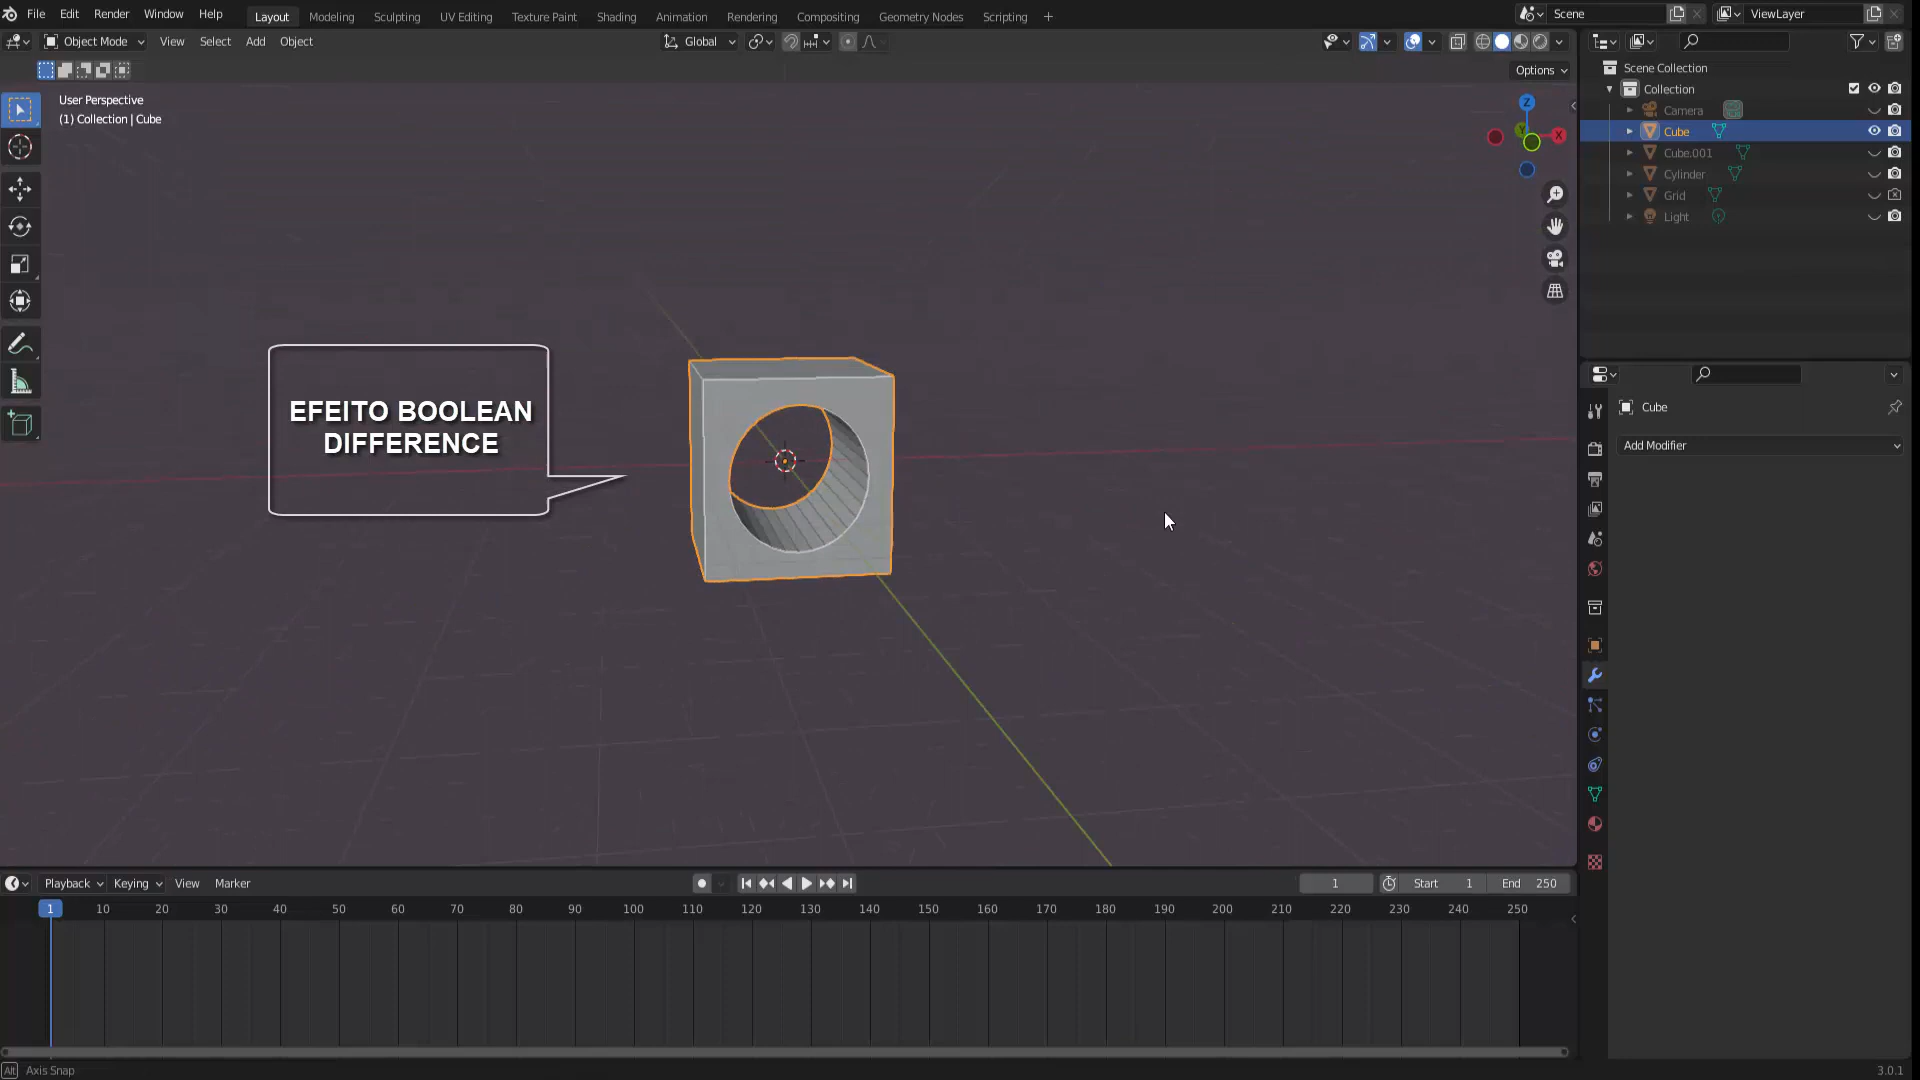 File Edit Render Window Help Layout Modeling Sculpting UV Editing Texture Paint Shading Animation Rendering Compositing Geometry Nodes Scripting + Scene ViewLayer
Object Mode View Select Add Object Global
Options
User Perspective
(1) Collection | Cube
Scene Collection
Collection
Camera
Cube
Cube.001
Cylinder
Grid
Light
Z
Y
X
EFEITO BOOLEAN
DIFFERENCE
Cube
Add Modifier
Playback Keying View Marker 1 Start 1 End 250
1 10 20 30 40 50 60 70 80 90 100 110 120 130 140 150 160 170 180 190 200 210 220 230 240 250
Alt Axis Snap 3.0.1